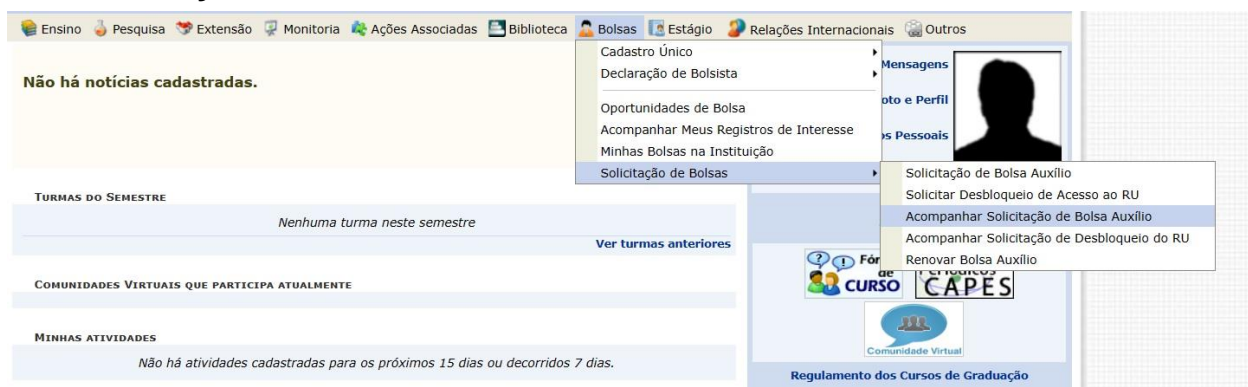 Ensino Pesquisa Extensão Monitoria Ações Associadas Biblioteca Bolsas Estágio Relações Internacionais Outros
Não há notícias cadastradas.
Cadastro Único
Declaração de Bolsista
Oportunidades de Bolsa
Acompanhar Meus Registros de Interesse
Minhas Bolsas na Instituição
Solicitação de Bolsas
Mensagens
oto e Perfil
s Pessoais
Solicitação de Bolsa Auxílio
Solicitar Desbloqueio de Acesso ao RU
Acompanhar Solicitação de Bolsa Auxílio
Acompanhar Solicitação de Desbloqueio do RU
Renovar Bolsa Auxílio
TURMAS DO SEMESTRE
Nenhuma turma neste semestre
Ver turmas anteriores
COMUNIDADES VIRTUAIS QUE PARTICIPA ATUALMENTE
Fór
de
CURSO
Periódicos
CAPES
Comunidade Virtual
MINHAS ATIVIDADES
Não há atividades cadastradas para os próximos 15 dias ou decorridos 7 dias.
Regulamento dos Cursos de Graduação